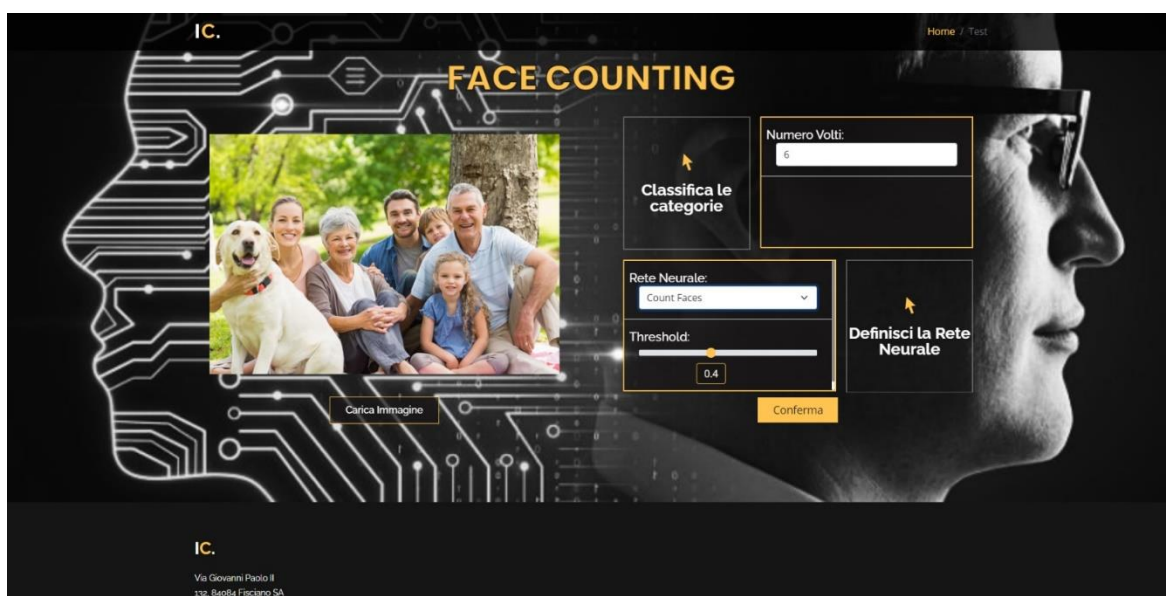 IC.
Home / Test
FACE COUNTING
Classifica le
categorie
Numero Volti:
6
Rete Neurale:
Count Faces
Threshold:
0.4
Definisci la Rete
Neurale
Carica Immagine
Conferma
IC.
Via Giovanni Paolo II
132, 84084 Fisciano SA